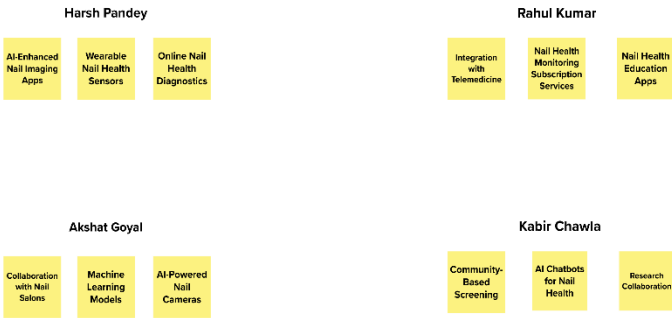 Harsh Pandey
AI-Enhanced
Nail Imaging
Apps
Wearable
Nail Health
Sensors
Online Nail
Health
Diagnostics
Rahul Kumar
Integration
with
Telemedicine
Nail Health
Monitoring
Subscription
Services
Nail Health
Education
Apps
Akshat Goyal
Collaboration
with Nail
Salons
Machine
Learning
Models
AI-Powered
Nail
Cameras
Kabir Chawla
Community-
Based
Screening
AI Chatbots
for Nail
Health
Research
Collaboration